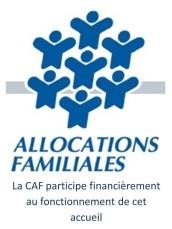 ALLOCATIONS
FAMILIALES
La CAF participe financièrement
au fonctionnement de cet
accueil